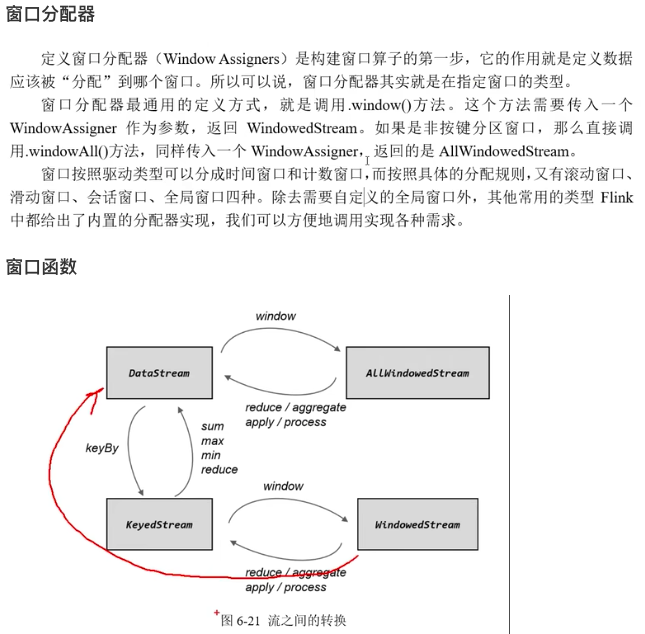 窗口分配器
定义窗口分配器（Window Assigners）是构建窗口算子的第一步，它的作用就是定义数据
应该被“分配”到哪个窗口。所以可以说，窗口分配器其实就是在指定窗口的类型。
窗口分配器最通用的定义方式，就是调用.window()方法。这个方法需要传入一个
WindowAssigner 作为参数，返回 WindowedStream。如果是非按键分区窗口，那么直接调
用.windowAll()方法，同样传入一个 WindowAssigner，返回的是 AllWindowedStream。
窗口按照驱动类型可以分成时间窗口和计数窗口，而按照具体的分配规则，又有滚动窗口、
滑动窗口、会话窗口、全局窗口四种。除去需要自定义的全局窗口外，其他常用的类型 Flink
中都给出了内置的分配器实现，我们可以方便地调用实现各种需求。
窗口函数
window
DataStream
AllWindowedStream
reduce / aggregate
apply / process
keyBy
sum
max
min
reduce
window
KeyedStream
WindowedStream
reduce / aggregate
apply / process
图 6-21 流之间的转换